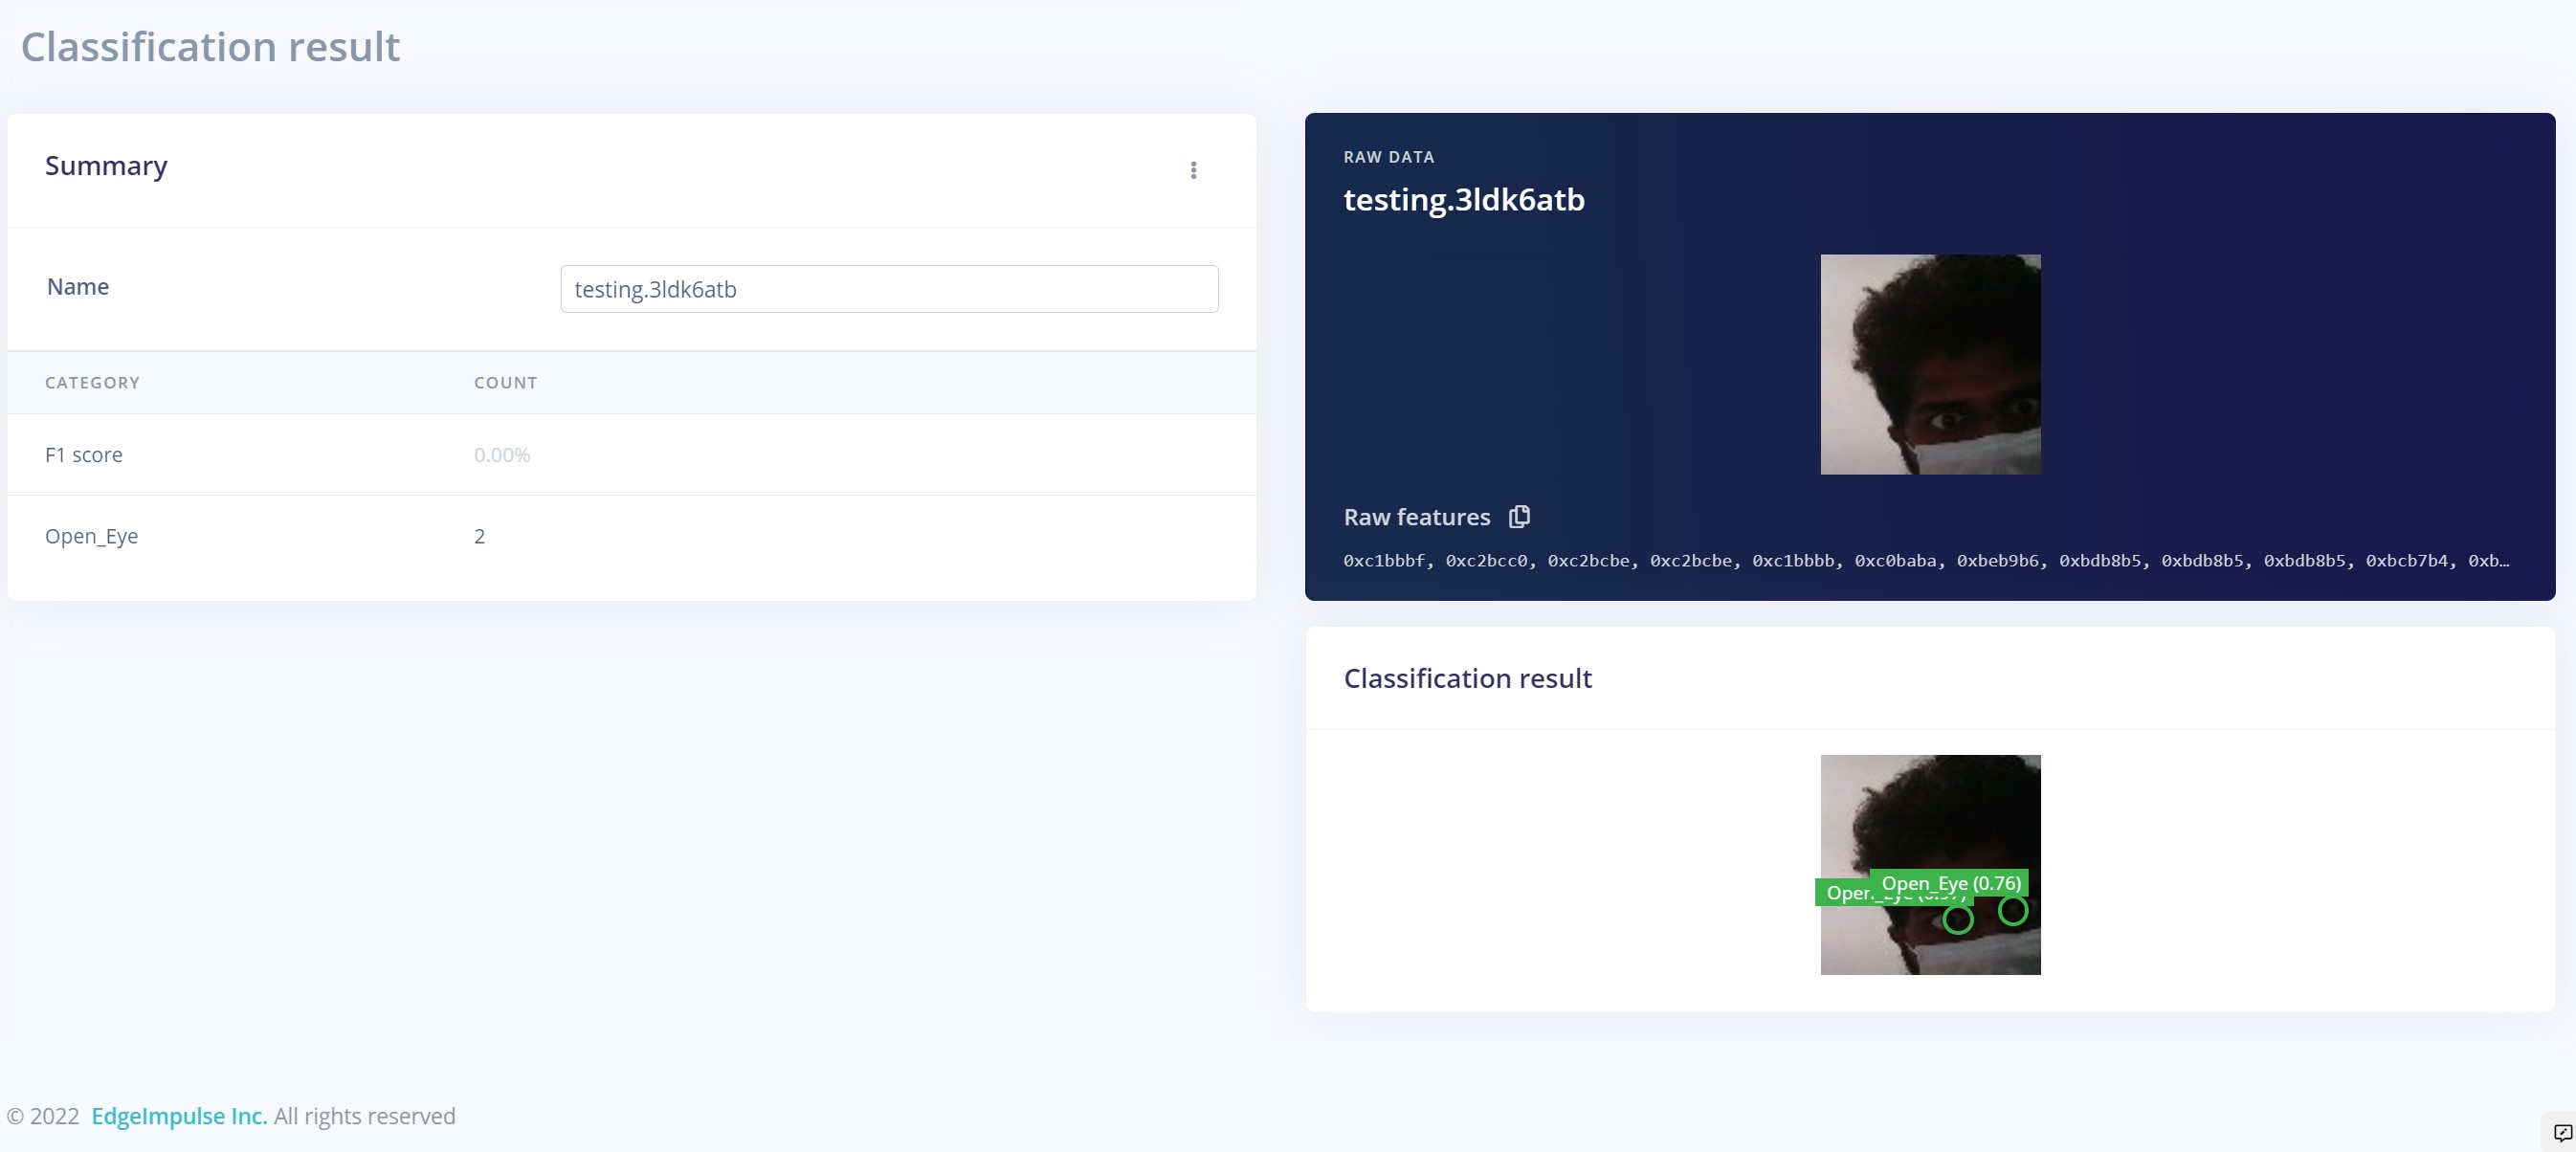 Classification result
Summary
Name
testing.3ldk6atb
CATEGORY COUNT
F1 score 0.00%
Open_Eye 2
RAW DATA
testing.3ldk6atb
Raw features
0xc1bbbf, 0xc2bcc0, 0xc2bcbe, 0xc2bcbe, 0xc1bbbb, 0xc0baba, 0xbeb9b6, 0xbdb8b5, 0xbdb8b5, 0xbdb8b5, 0xbcb7b4, 0xb…
Classification result
Open_Eye (0.76)
© 2022 EdgeImpulse Inc. All rights reserved